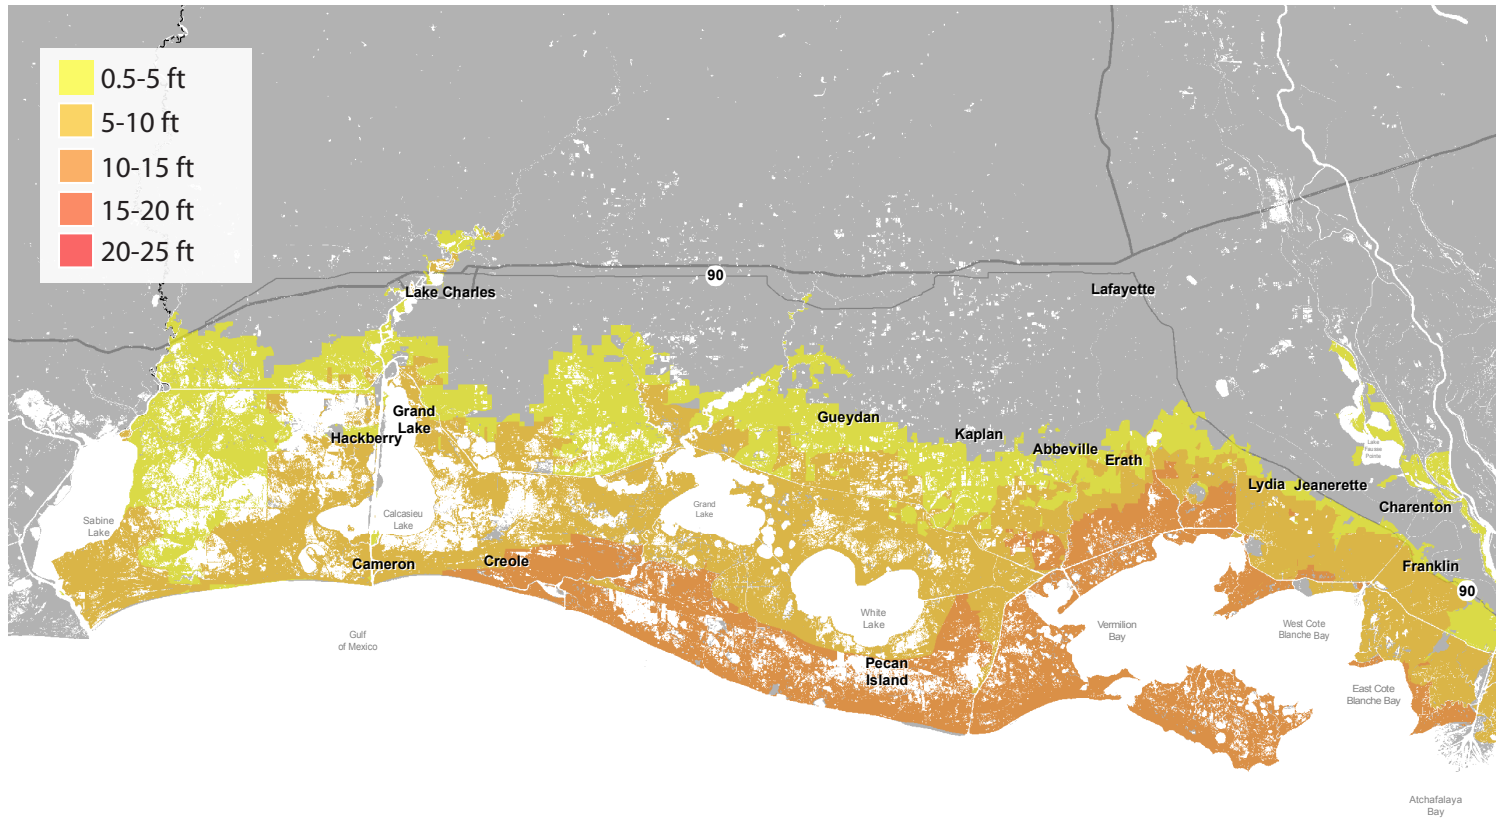 0.5-5 ft
5-10 ft
10-15 ft
15-20 ft
20-25 ft
90
Lake Charles
Lafayette
Grand
Lake
Hackberry
Gueydan
Kaplan
Abbeville
Erath
Lake
Fausse
Pointe
Lydia
Jeanerette
Charenton
Sabine
Lake
Calcasieu
Lake
Grand
Lake
Cameron
Creole
Franklin
90
White
Lake
Vermilion
Bay
West Cote
Blanche Bay
Gulf
of Mexico
Pecan
Island
East Cote
Blanche Bay
Atchafalaya
Bay